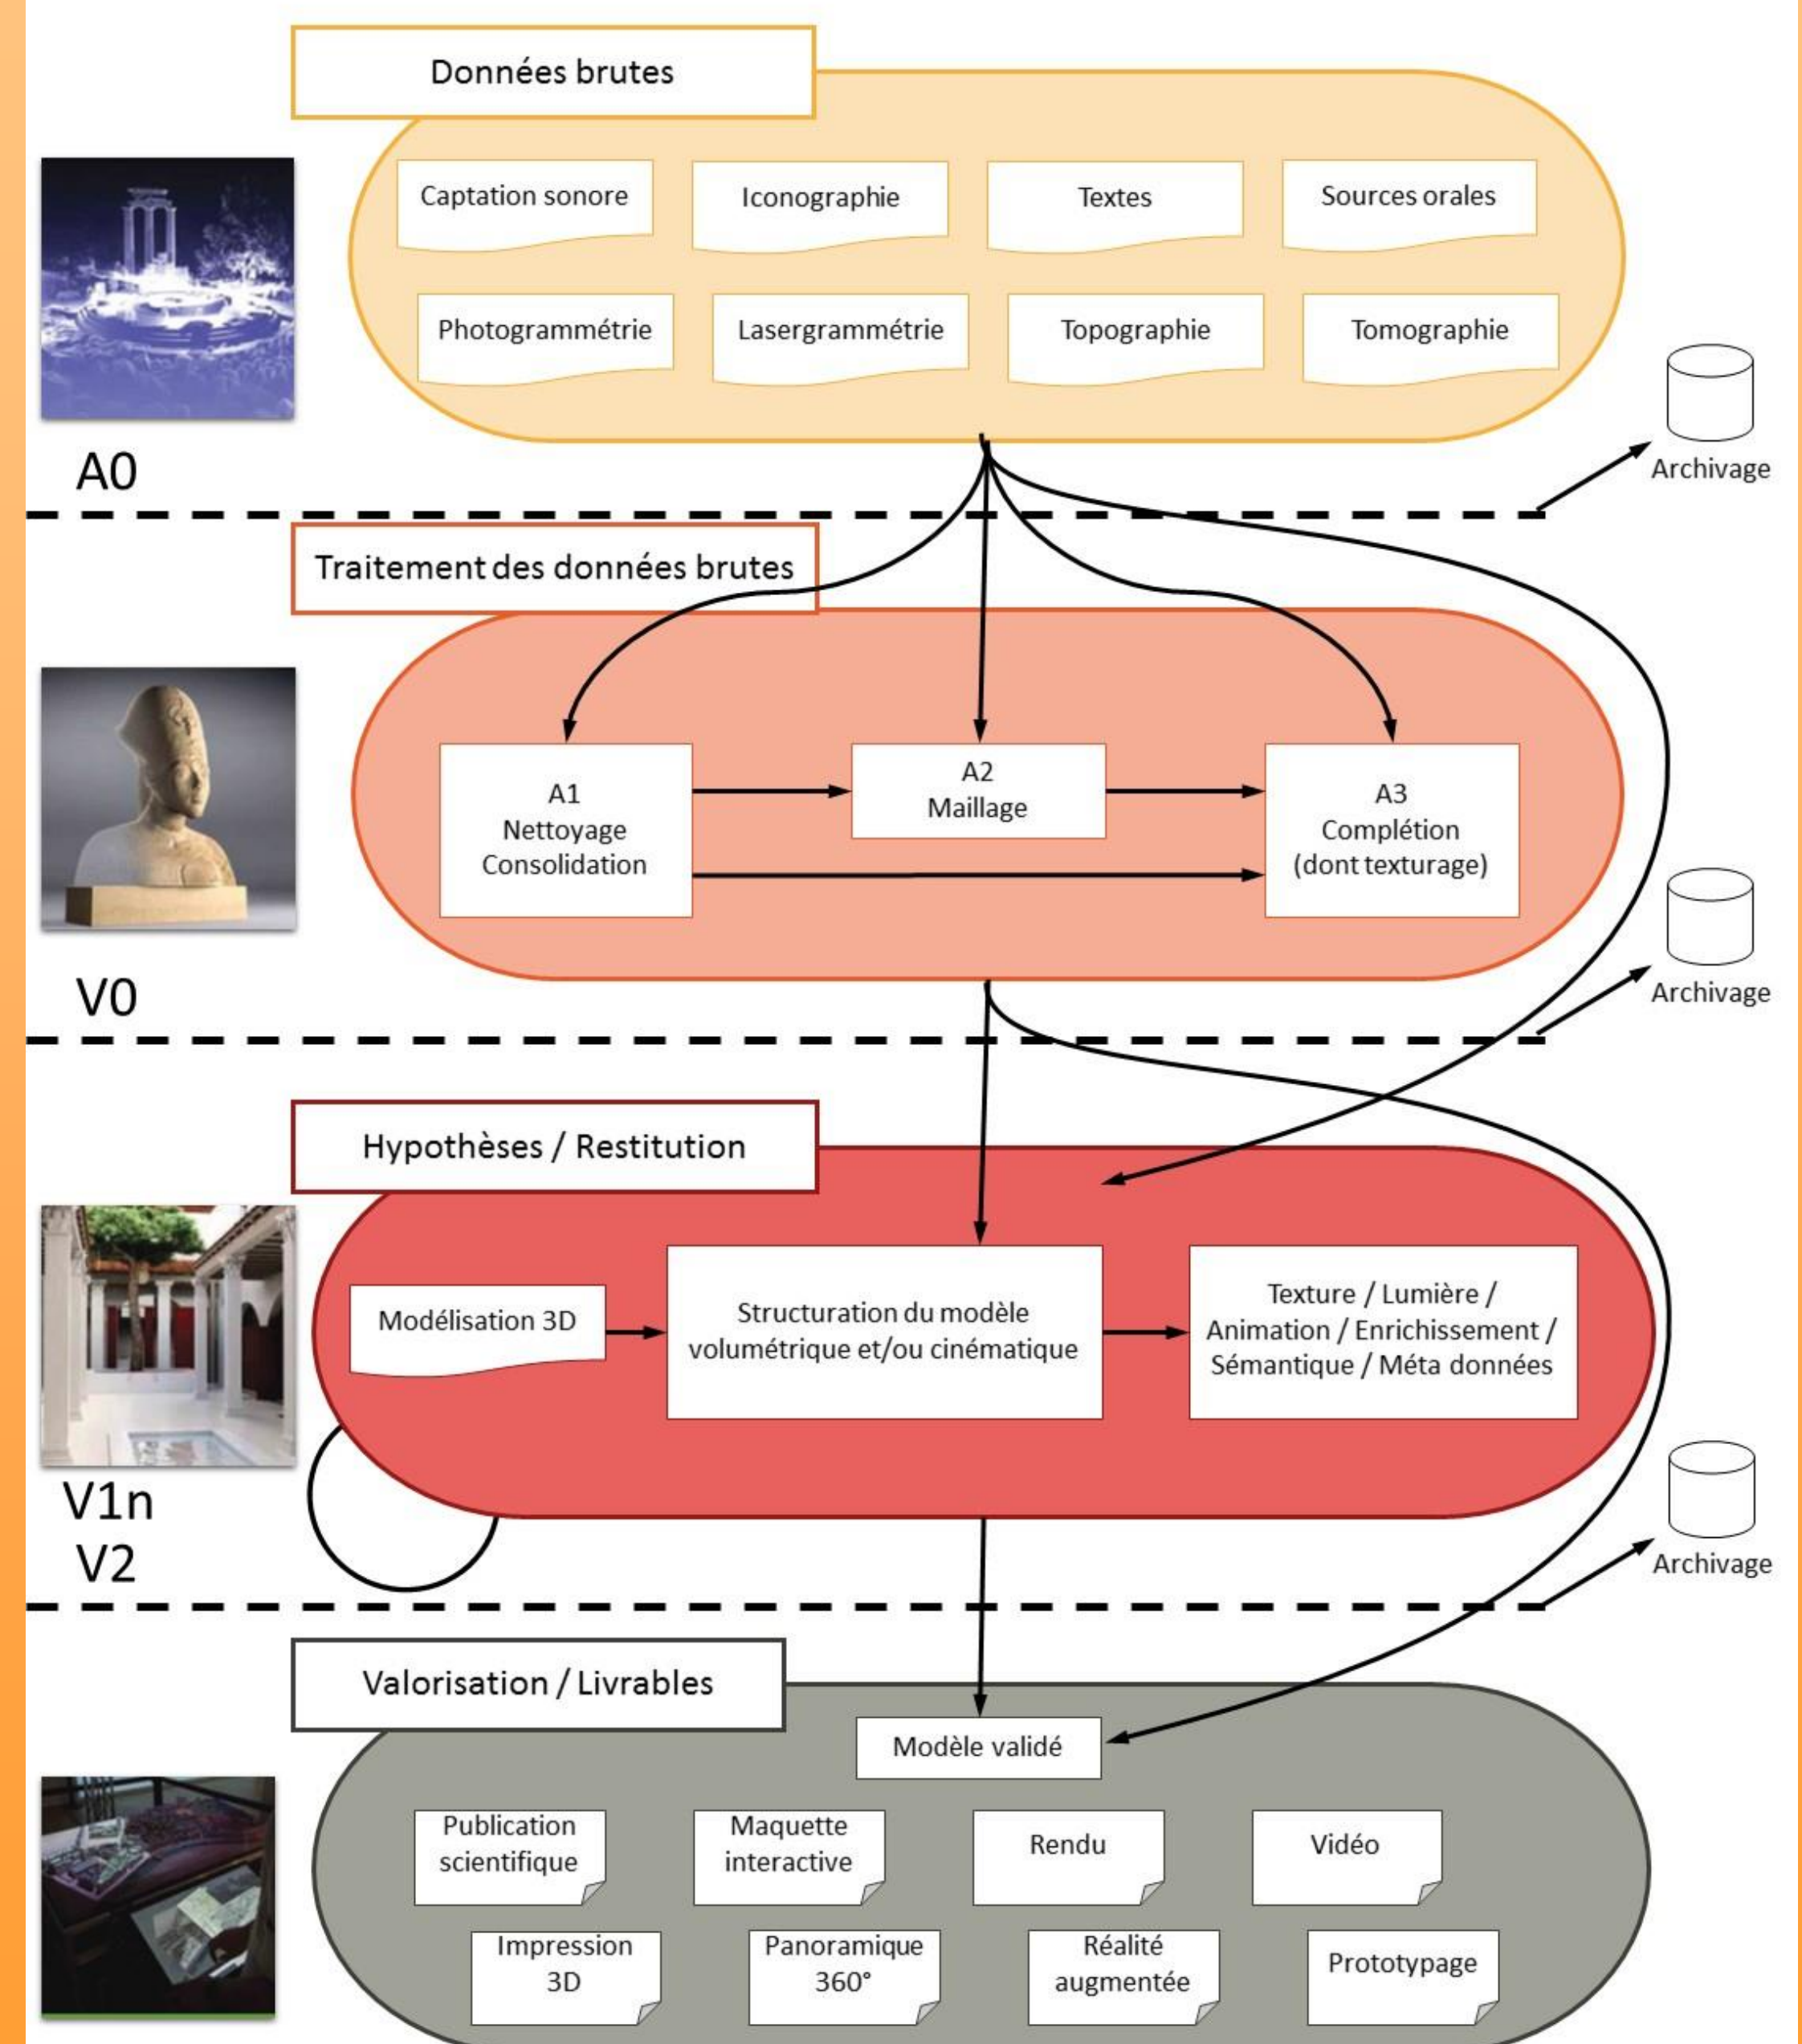 Données brutes
Captation sonore
Iconographie
Textes
Sources orales
Photogrammétrie
Lasergrammétrie
Topographie
Tomographie
A0
Archivage
Traitement des données brutes
A1
Nettoyage
Consolidation
A2
Maillage
A3
Complétion
(dont texturage)
V0
Archivage
Hypothèses / Restitution
Modélisation 3D
Structuration du modèle
volumétrique et/ou cinématique
Texture / Lumière /
Animation / Enrichissement /
Sémantique / Méta données
V1n
V2
Archivage
Valorisation / Livrables
Modèle validé
Publication
scientifique
Maquette
interactive
Rendu
Vidéo
Impression
3D
Panoramique
360°
Réalité
augmentée
Prototypage